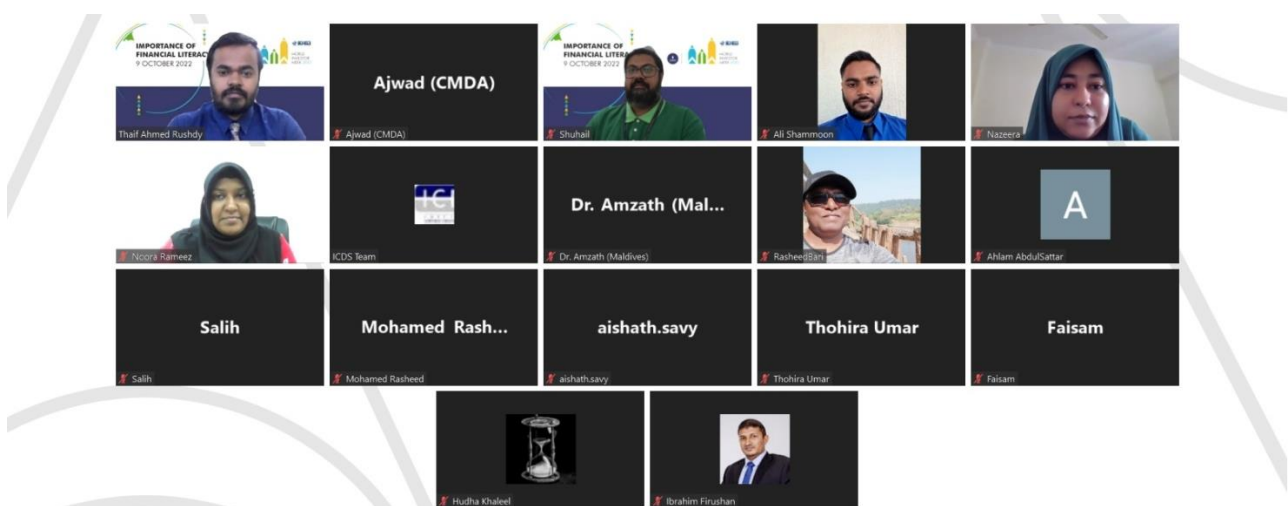 IMPORTANCE OF
FINANCIAL LITERACY
9 OCTOBER 2022
Thaif Ahmed Rushdy
Ajwad (CMDA)
Ajwad (CMDA)
IMPORTANCE OF
FINANCIAL LITERA
9 OCTOBER 2022
Shuhail
Ali Shammoon
Nazeera
Noora Rameez
ICI
ICDS Team
Dr. Amzath (Mal...
Dr. Amzath (Maldives)
RasheedBari
A
Ahlam AbdulSattar
Salih
Salih
Mohamed Rash...
Mohamed Rasheed
aishath.savy
aishath.savy
Thohira Umar
Thohira Umar
Faisam
Faisam
Hudha Khaleel
Ibrahim Firushan